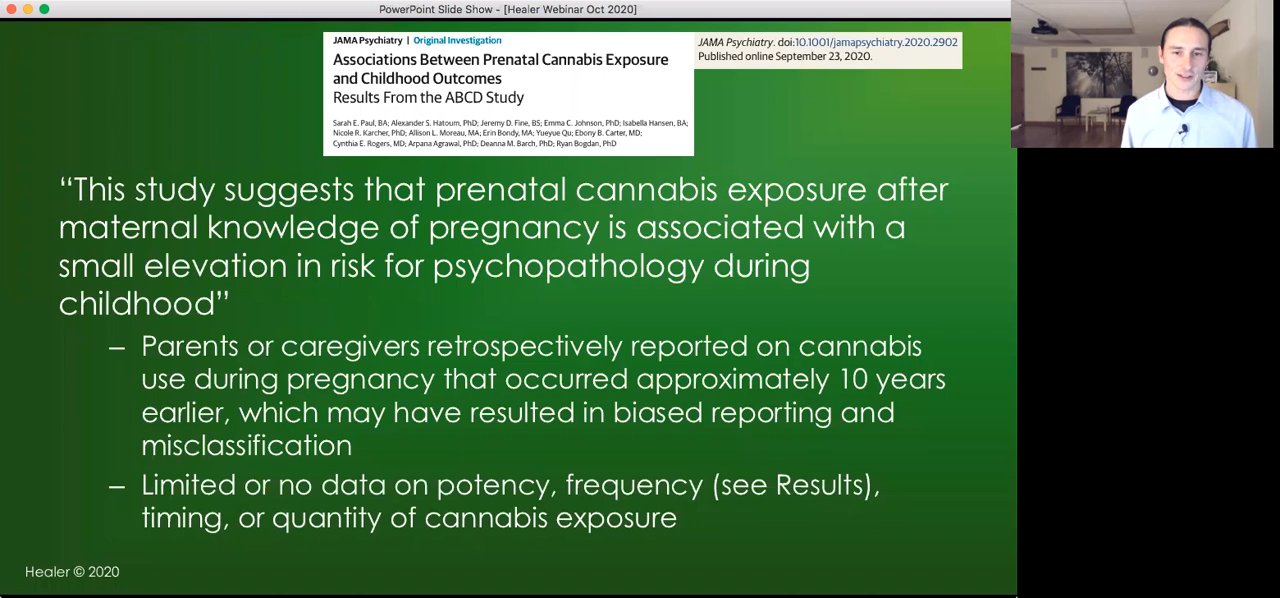 PowerPoint Slide Show - [Healer Webinar Oct 2020]
JAMA Psychiatry | Original Investigation
Associations Between Prenatal Cannabis Exposure
and Childhood Outcomes
Results From the ABCD Study
Sarah E. Paul, BA; Alexander S. Hatoum, PhD; Jeremy D. Fine, BS; Emma C. Johnson, PhD; Isabella Hansen, BA;
Nicole R. Karcher, PhD; Allison L. Moreau, MA; Erin Bondy, MA; Yueyue Qu; Ebony B. Carter, MD;
Cynthia E. Rogers, MD; Arpana Agrawal, PhD; Deanna M. Barch, PhD; Ryan Bogdan, PhD
JAMA Psychiatry. doi:10.1001/jamapsychiatry.2020.2902
Published online September 23, 2020.
“This study suggests that prenatal cannabis exposure after
maternal knowledge of pregnancy is associated with a
small elevation in risk for psychopathology during
childhood”
– Parents or caregivers retrospectively reported on cannabis
use during pregnancy that occurred approximately 10 years
earlier, which may have resulted in biased reporting and
misclassification
– Limited or no data on potency, frequency (see Results),
timing, or quantity of cannabis exposure
Healer © 2020